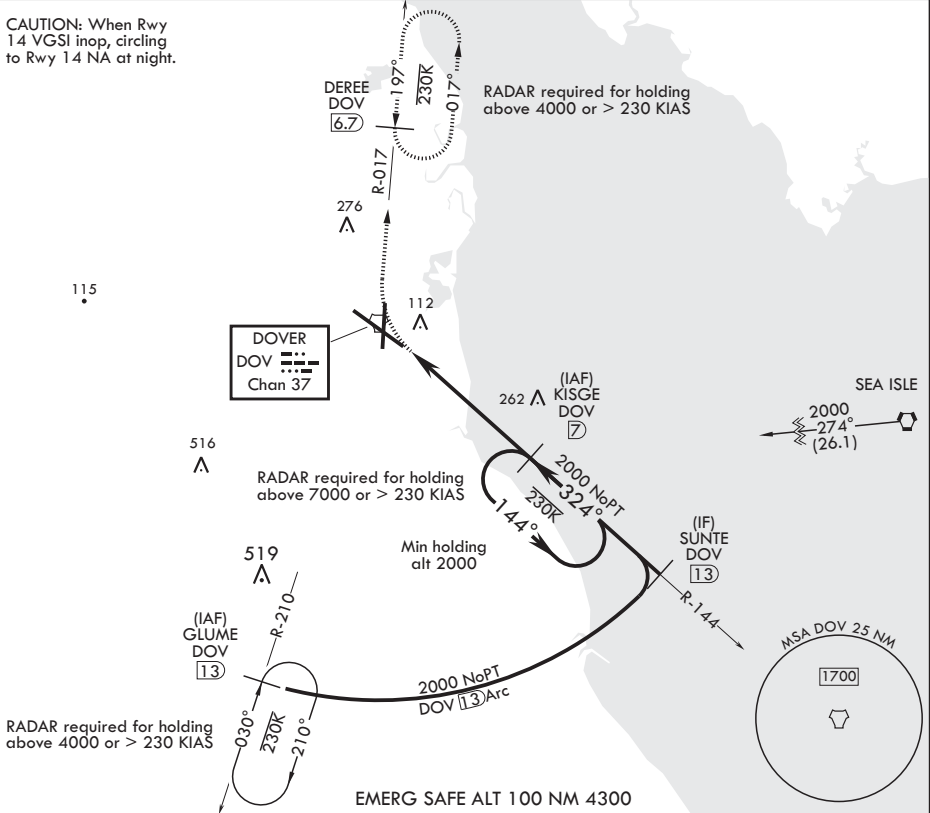 CAUTION: When Rwy
14 VGSI inop, circling
to Rwy 14 NA at night.
197°
230K
017°
DEREE
DOV
6.7
RADAR required for holding
above 4000 or > 230 KIAS
R-017
276
115
112
DOVER
DOV
Chan 37
(IAF)
KISGE
DOV
7
262
SEA ISLE
2000
274°
(26.1)
516
RADAR required for holding
above 7000 or > 230 KIAS
2000 NoPT
324°
230K
144°
Min holding
alt 2000
(IF)
SUNTE
DOV
13
R-144
519
R-210
(IAF)
GLUME
DOV
13
2000 NoPT
DOV 13 Arc
MSA DOV 25 NM
1700
RADAR required for holding
above 4000 or > 230 KIAS
030°
230K
210°
EMERG SAFE ALT 100 NM 4300